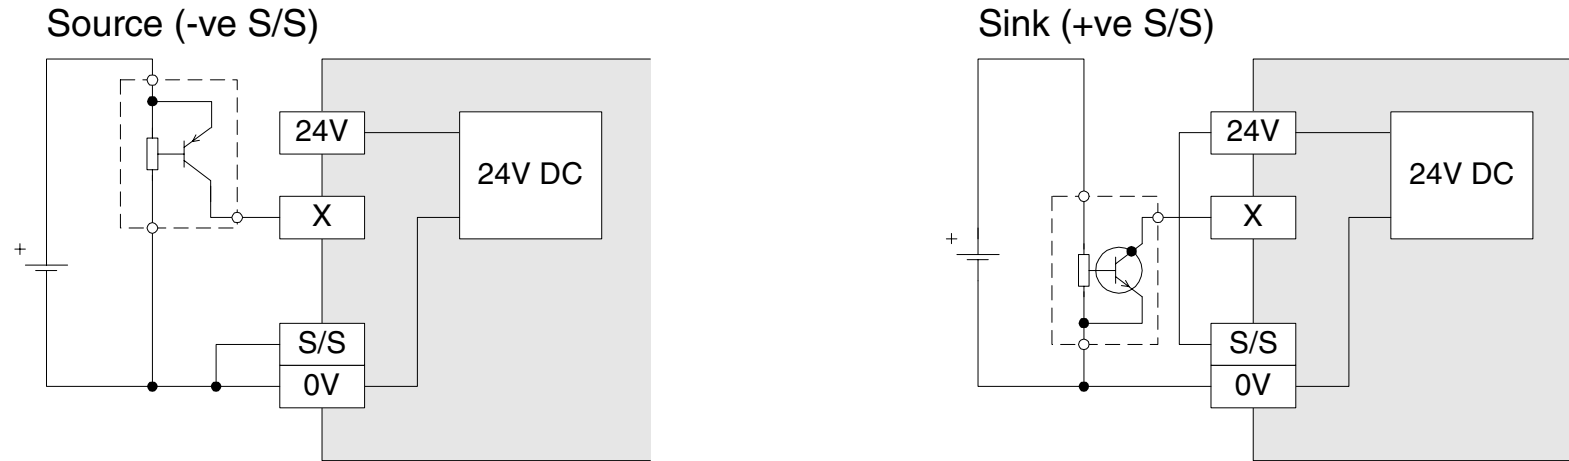 Source (-ve S/S)
24V
24V DC
X
+
S/S
0V
Sink (+ve S/S)
24V
24V DC
X
+
S/S
0V